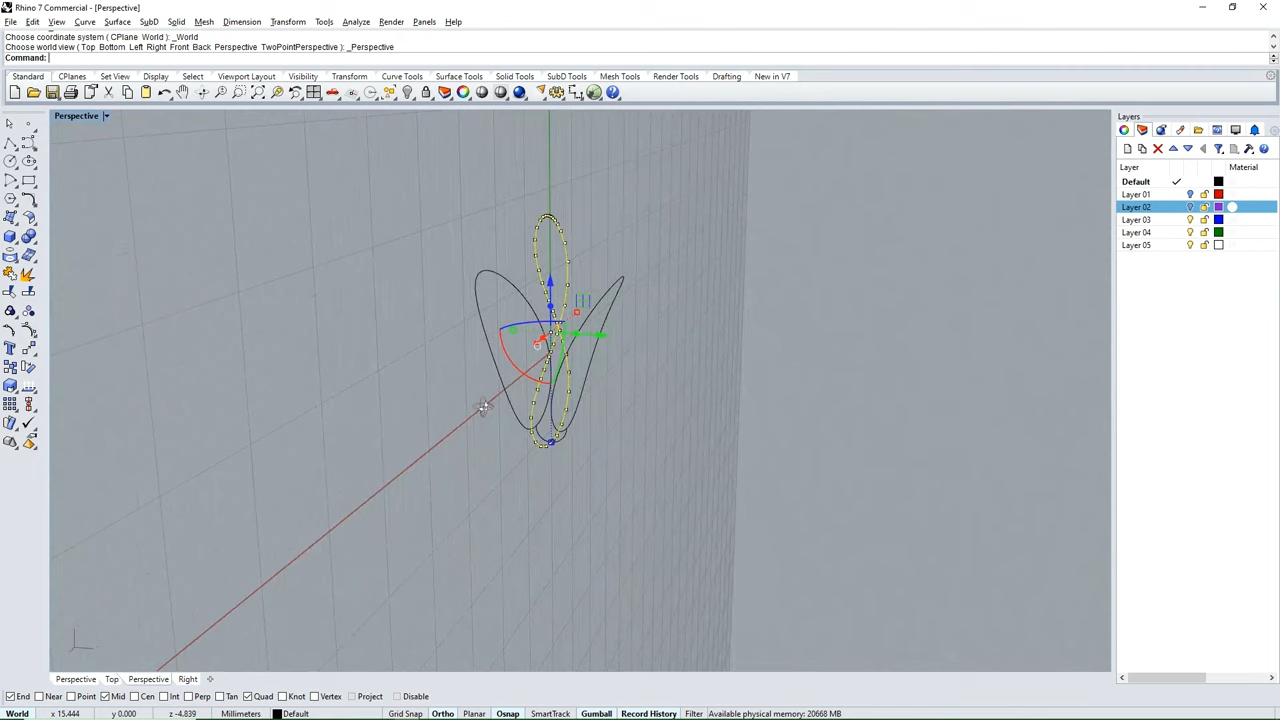 Rhino 7 Commercial - [Perspective]
File Edit View Curve Surface SubD Solid Mesh Dimension Transform Tools Analyze Render Panels Help
Choose coordinate system ( CPlane World ): _World
Choose world view ( Top Bottom Left Right Front Back Perspective TwoPointPerspective ): _Perspective
Command:
Standard CPlanes Set View Display Select Viewport Layout Visibility Transform Curve Tools Surface Tools Solid Tools SubD Tools Mesh Tools Render Tools Drafting New in V7
Perspective
Layers
Layer Material
Default
Layer 01
Layer 02
Layer 03
Layer 04
Layer 05
Perspective Top Perspective Right
End Near Point Mid Cen Int Perp Tan Quad Knot Vertex Project Disable
World x 15.444 y 0.000 z -4.839 Millimeters Default Grid Snap Ortho Planar Osnap SmartTrack Gumball Record History Filter Available physical memory: 20668 MB